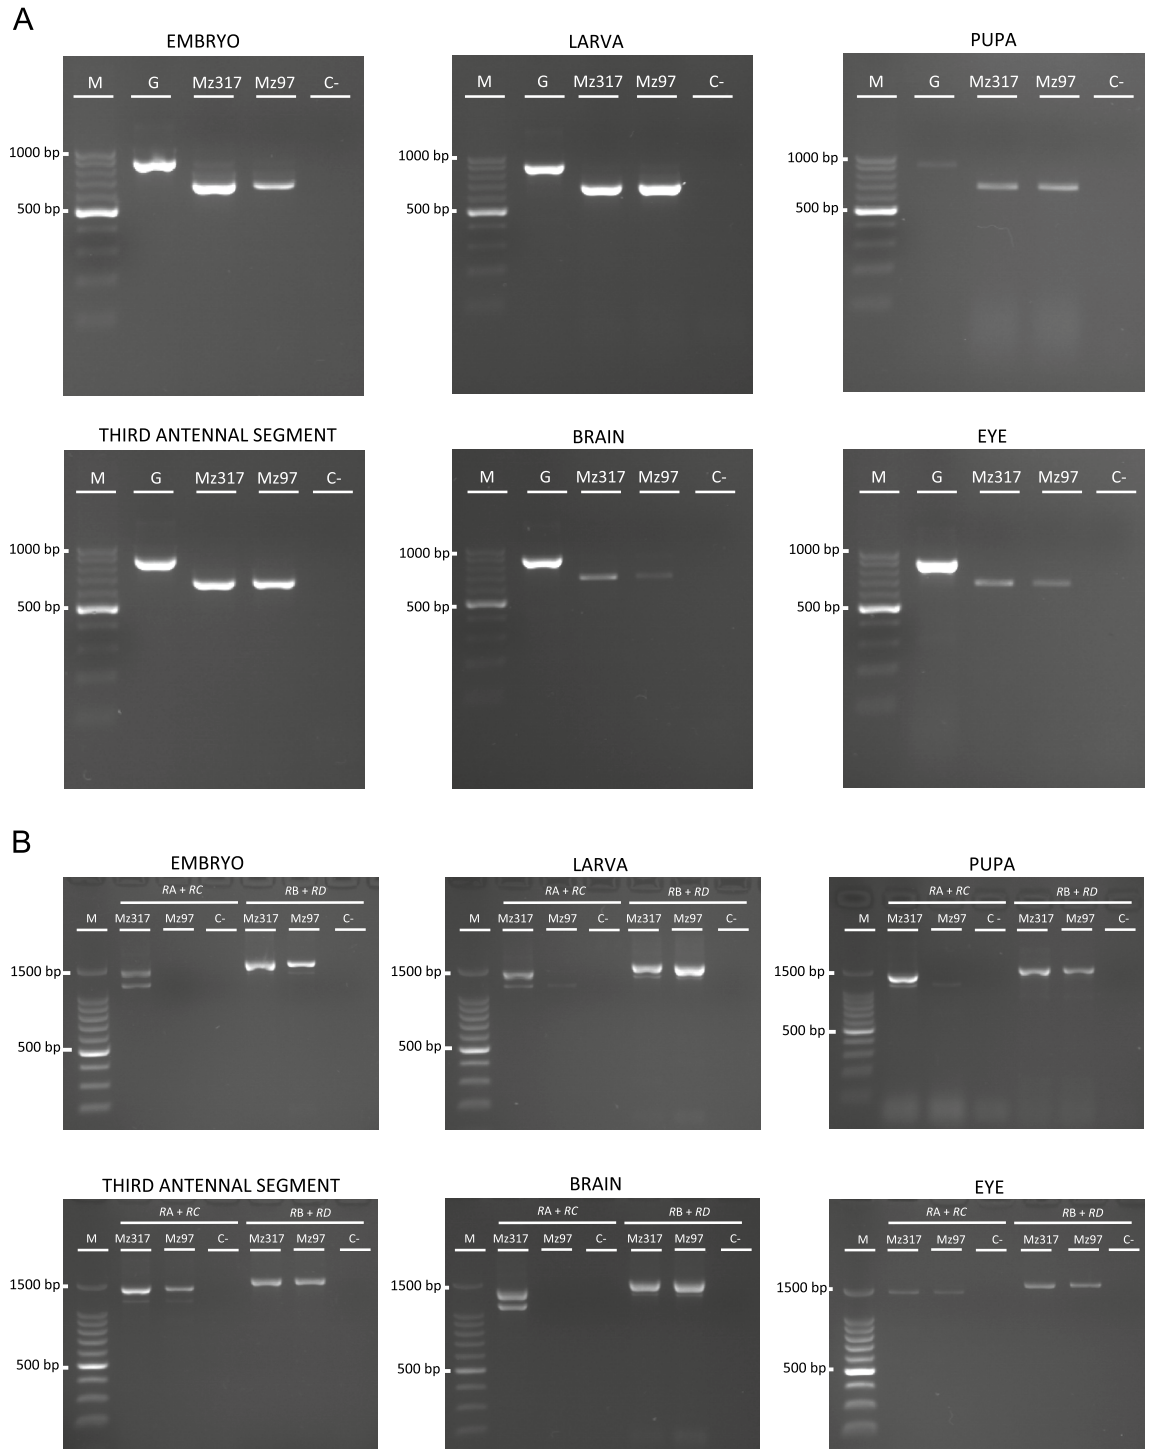 A
EMBRYO LARVA PUPA
M G Mz317 Mz97 C- M G Mz317 Mz97 C- M G Mz317 Mz97 C-
1000 bp 1000 bp 1000 bp
500 bp 500 bp 500 bp
THIRD ANTENNAL SEGMENT BRAIN EYE
M G Mz317 Mz97 C- M G Mz317 Mz97 C- M G Mz317 Mz97 C-
1000 bp 1000 bp 1000 bp
500 bp 500 bp 500 bp
B
EMBRYO LARVA PUPA
RA + RC RB + RD RA + RC RB + RD RA + RC RB + RD
M Mz317 Mz97 C- Mz317 Mz97 C- M Mz317 Mz97 C- Mz317 Mz97 C- M Mz317 Mz97 C - Mz317 Mz97 C-
1500 bp 1500 bp 1500 bp
500 bp 500 bp 500 bp
THIRD ANTENNAL SEGMENT BRAIN EYE
RA + RC RB + RD RA + RC RB + RD RA + RC RB + RD
M Mz317 Mz97 C- Mz317 Mz97 C- M Mz317 Mz97 C- Mz317 Mz97 C- M Mz317 Mz97 C- Mz317 Mz97 C-
1500 bp 1500 bp 1500 bp
500 bp 500 bp 500 bp